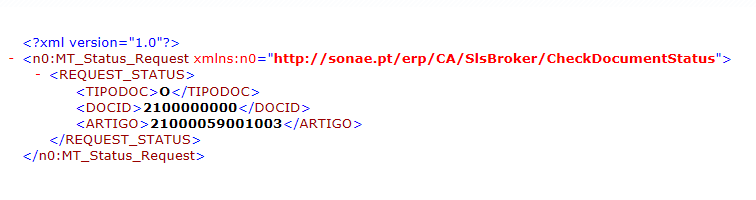 <?xml version="1.0"?>
- <n0:MT_Status_Request xmlns:n0="http://sonae.pt/erp/CA/SlsBroker/CheckDocumentStatus">
- <REQUEST_STATUS>
<TIPODOC>O</TIPODOC>
<DOCID>2100000000</DOCID>
<ARTIGO>21000059001003</ARTIGO>
</REQUEST_STATUS>
</n0:MT_Status_Request>